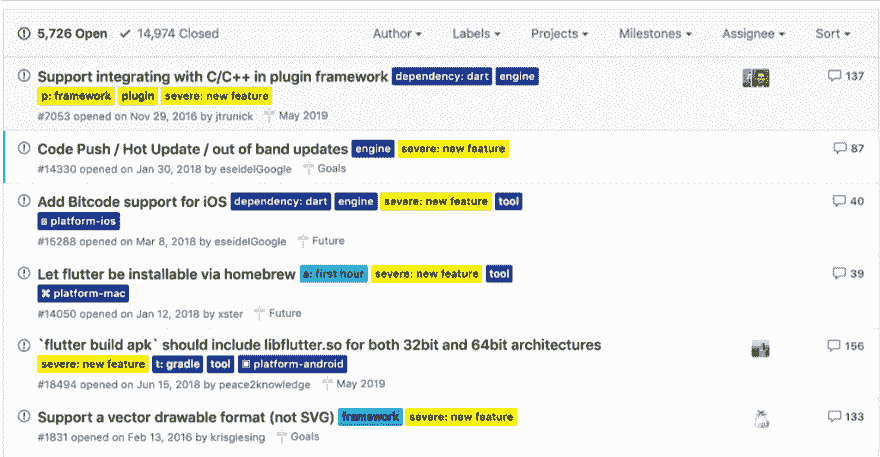 5,726 Open 14,974 Closed Author Labels Projects Milestones Assignee Sort
Support integrating with C/C++ in plugin framework dependency: dart engine 137
p: framework plugin severe: new feature
#7053 opened on Nov 29, 2016 by jtrunick May 2019
Code Push / Hot Update / out of band updates engine severe: new feature 87
#14330 opened on Jan 30, 2018 by eseidelGoogle Goals
Add Bitcode support for iOS dependency: dart engine severe: new feature tool 40
platform-ios
#15288 opened on Mar 8, 2018 by eseidelGoogle Future
Let flutter be installable via homebrew a: first hour severe: new feature tool 39
⌘ platform-mac
#14050 opened on Jan 12, 2018 by xster Future
`flutter build apk` should include libflutter.so for both 32bit and 64bit architectures 156
severe: new feature t: gradle tool platform-android
#18494 opened on Jun 15, 2018 by peace2knowledge May 2019
Support a vector drawable format (not SVG) framework severe: new feature 133
#1831 opened on Feb 13, 2016 by krisgiesing Goals